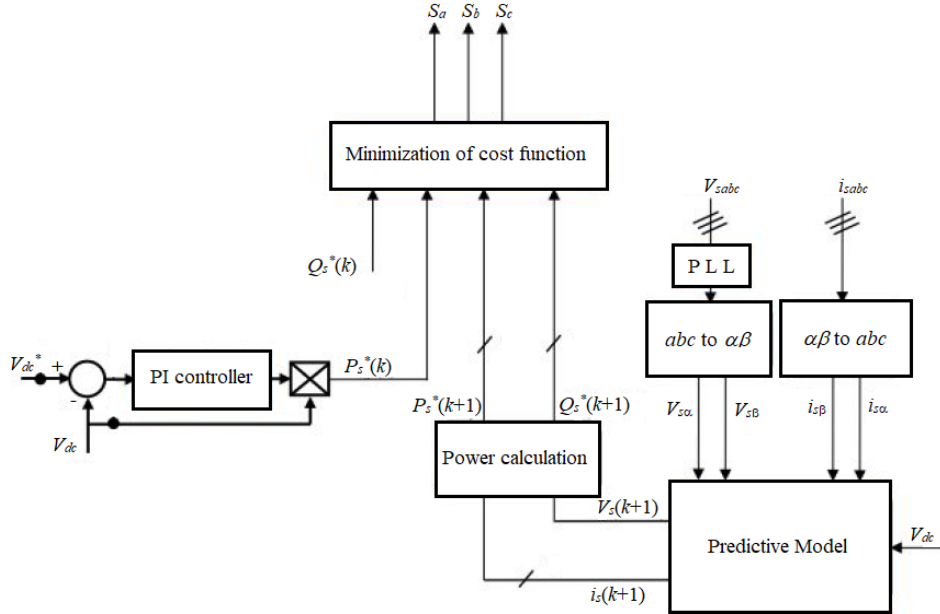 Sa Sb Sc
Minimization of cost function
Vsabc isabc
Qs*(k)
P L L
abc to αβ αβ to abc
Vdc* + PI controller Ps*(k)
-
Vdc
Ps*(k+1) Qs*(k+1)
Vsα Vsβ isβ isα
Power calculation
Vs(k+1)
Predictive Model
Vdc
is(k+1)